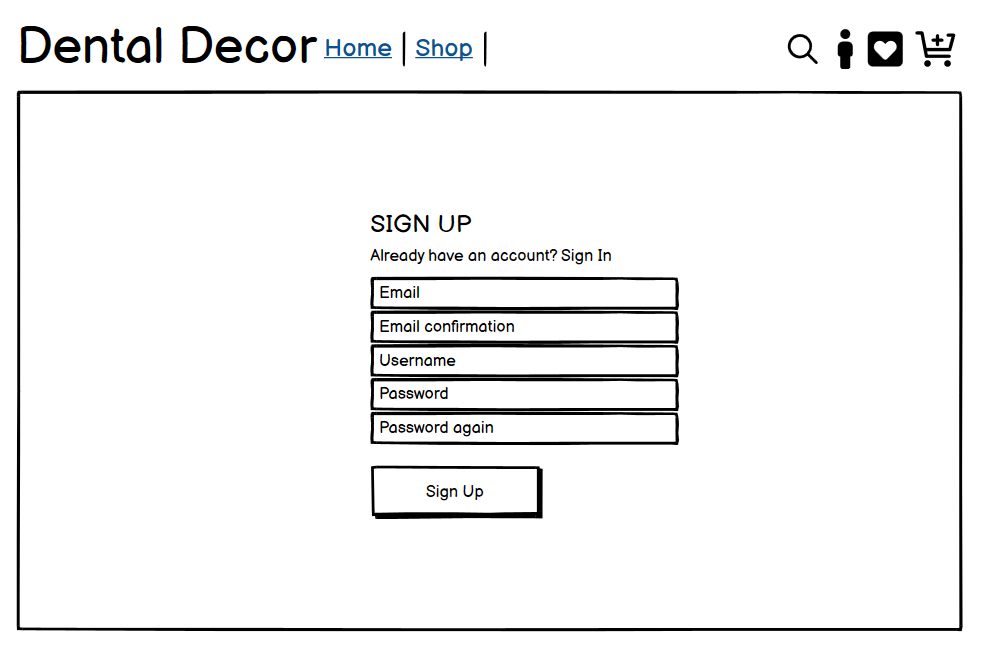 Dental Decor Home | Shop |
SIGN UP
Already have an account? Sign In
Email
Email confirmation
Username
Password
Password again
Sign Up